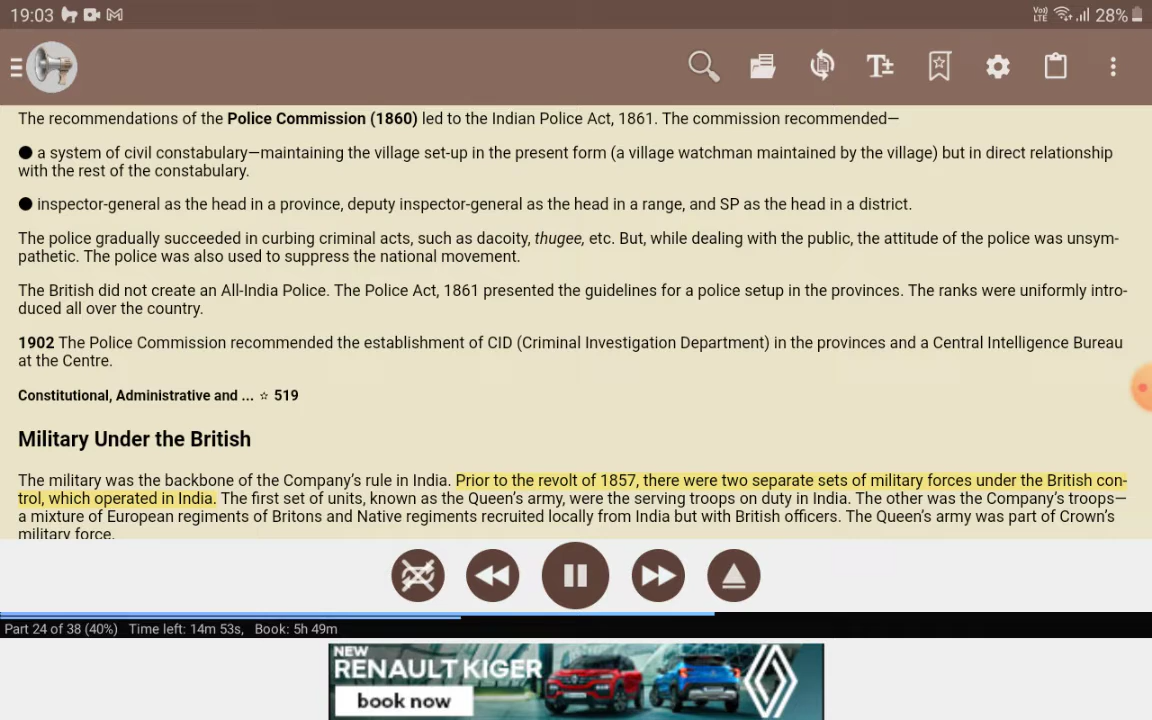 19:03
Vo) LTE 28%
T±
The recommendations of the Police Commission (1860) led to the Indian Police Act, 1861. The commission recommended—
● a system of civil constabulary—maintaining the village set-up in the present form (a village watchman maintained by the village) but in direct relationship
with the rest of the constabulary.
● inspector-general as the head in a province, deputy inspector-general as the head in a range, and SP as the head in a district.
The police gradually succeeded in curbing criminal acts, such as dacoity, thugee, etc. But, while dealing with the public, the attitude of the police was unsym-
pathetic. The police was also used to suppress the national movement.
The British did not create an All-India Police. The Police Act, 1861 presented the guidelines for a police setup in the provinces. The ranks were uniformly intro-
duced all over the country.
1902 The Police Commission recommended the establishment of CID (Criminal Investigation Department) in the provinces and a Central Intelligence Bureau
at the Centre.
Constitutional, Administrative and ... ☆ 519
Military Under the British
The military was the backbone of the Company's rule in India. Prior to the revolt of 1857, there were two separate sets of military forces under the British con-
trol, which operated in India. The first set of units, known as the Queen's army, were the serving troops on duty in India. The other was the Company's troops—
a mixture of European regiments of Britons and Native regiments recruited locally from India but with British officers. The Queen's army was part of Crown's
military force.
Part 24 of 38 (40%) Time left: 14m 53s, Book: 5h 49m
NEW
RENAULT KIGER
book now